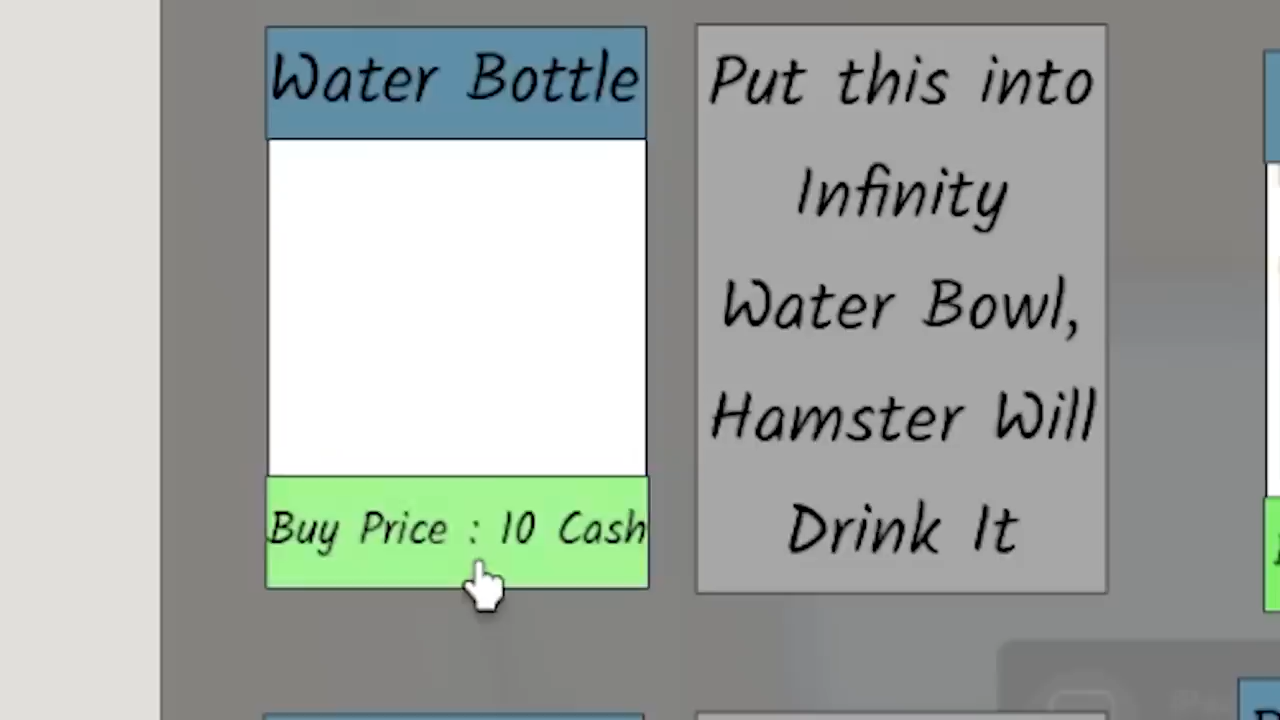 Water Bottle
Buy Price : 10 Cash
Put this into
Infinity
Water Bowl,
Hamster Will
Drink It